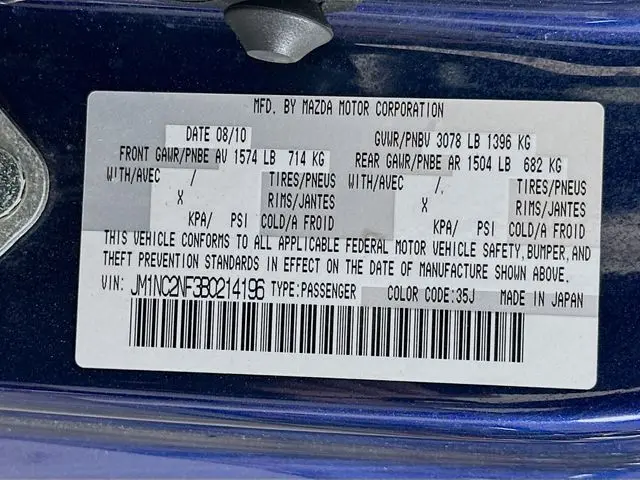 MFD. BY MAZDA MOTOR CORPORATION
DATE 08/10 GVWR/PNBV 3078 LB 1396 KG
FRONT GAWR/PNBE AV 1574 LB 714 KG REAR GAWR/PNBE AR 1504 LB 682 KG
WITH/AVEC / TIRES/PNEUS WITH/AVEC / TIRES/PNEUS
X RIMS/JANTES X RIMS/JANTES
KPA/ PSI COLD/A FROID KPA/ PSI COLD/A FROID
THIS VEHICLE CONFORMS TO ALL APPLICABLE FEDERAL MOTOR VEHICLE SAFETY,BUMPER,AND
THEFT PREVENTION STANDARDS IN EFFECT ON THE DATE OF MANUFACTURE SHOWN ABOVE.
VIN: JM1NC2NF3B0214196 TYPE:PASSENGER COLOR CODE:35J MADE IN JAPAN